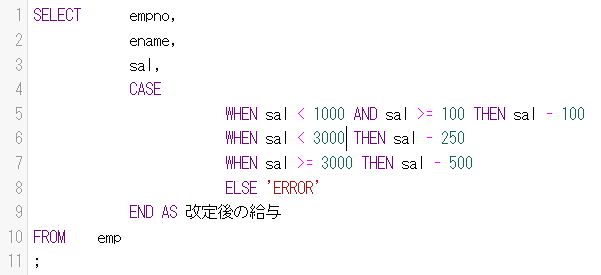 1 SELECT empno,
2 ename,
3 sal,
4 CASE
5 WHEN sal < 1000 AND sal >= 100 THEN sal - 100
6 WHEN sal < 3000 THEN sal - 250
7 WHEN sal >= 3000 THEN sal - 500
8 ELSE 'ERROR'
9 END AS 改定後の給与
10 FROM emp
11 ;